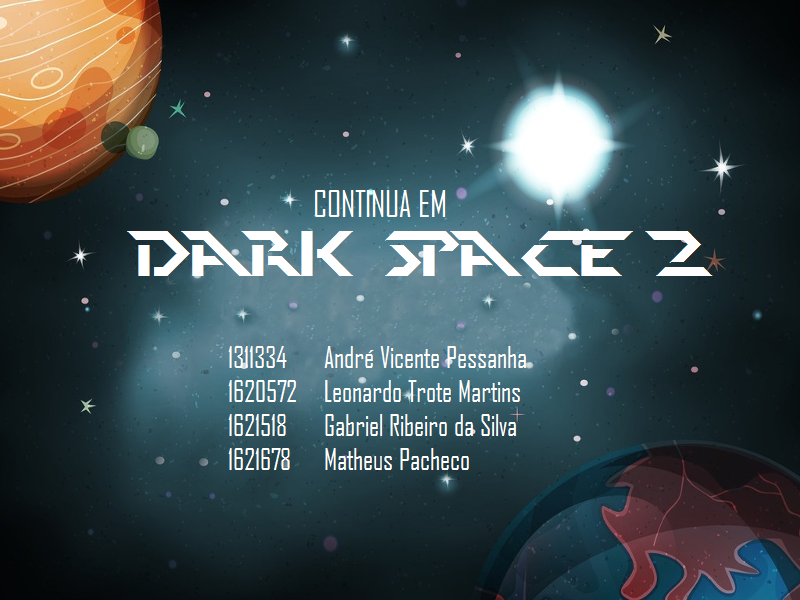 CONTINUA EM
DARK SPACE 2
1311334 André Vicente Pessanha
1620572 Leonardo Trote Martins
1621518 Gabriel Ribeiro da Silva
1621678 Matheus Pacheco